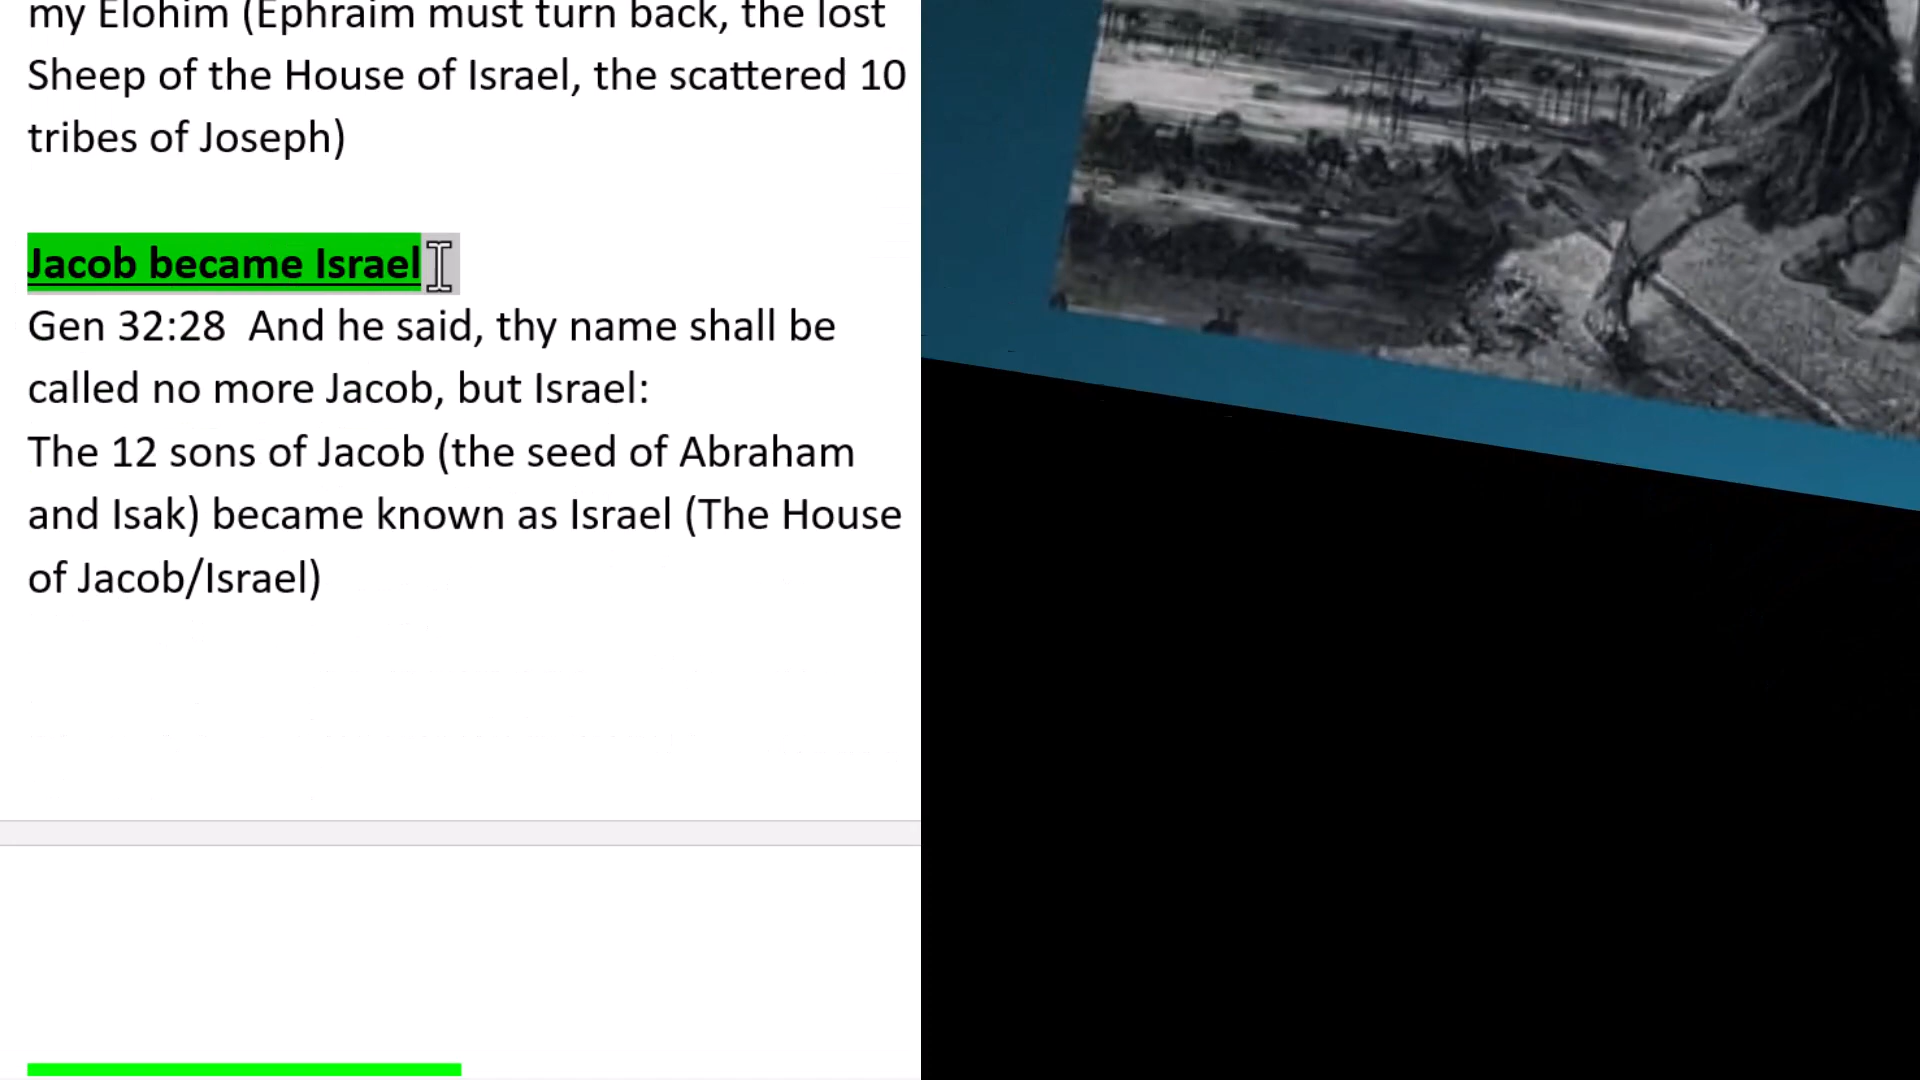 my Elohim (Ephraim must turn back, the lost
Sheep of the House of Israel, the scattered 10
tribes of Joseph)
Jacob became Israel
Gen 32:28  And he said, thy name shall be
called no more Jacob, but Israel:
The 12 sons of Jacob (the seed of Abraham
and Isak) became known as Israel (The House
of Jacob/Israel)